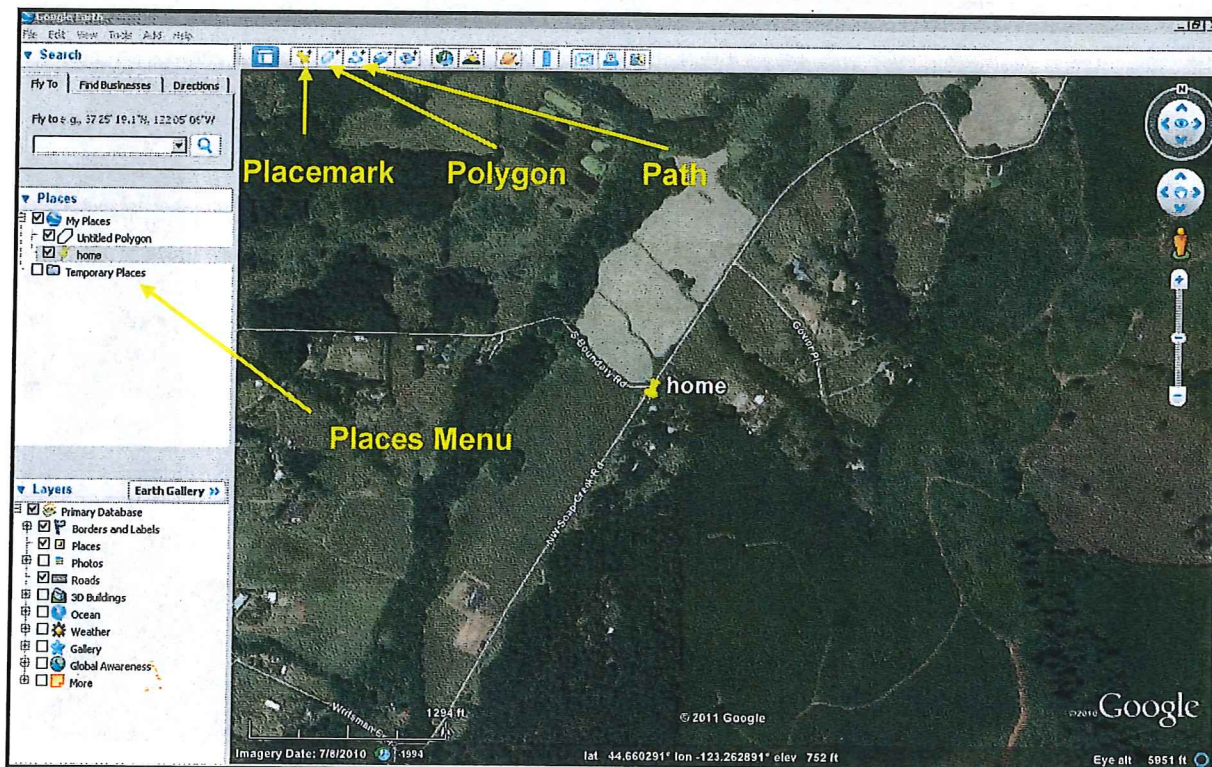 Google Earth
File Edit View Tools Add Help
Search
Fly To Find Businesses Directions
Fly to e.g., 37 25' 19.1"N, 122 05' 06"W
Placemark Polygon Path
Places
My Places
Untitled Polygon
home
Temporary Places
Places Menu
Layers Earth Gallery >>
Primary Database
Borders and Labels
Places
Photos
Roads
3D Buildings
Ocean
Weather
Gallery
Global Awareness
More
N
S Boundary Rd
Govier Pl
home
NW Soap Creek Rd
1294 ft
© 2011 Google
©2010 Google
Imagery Date: 7/8/2010 1994
lat 44.660291° lon -123.262891° elev 752 ft
Eye alt 5951 ft